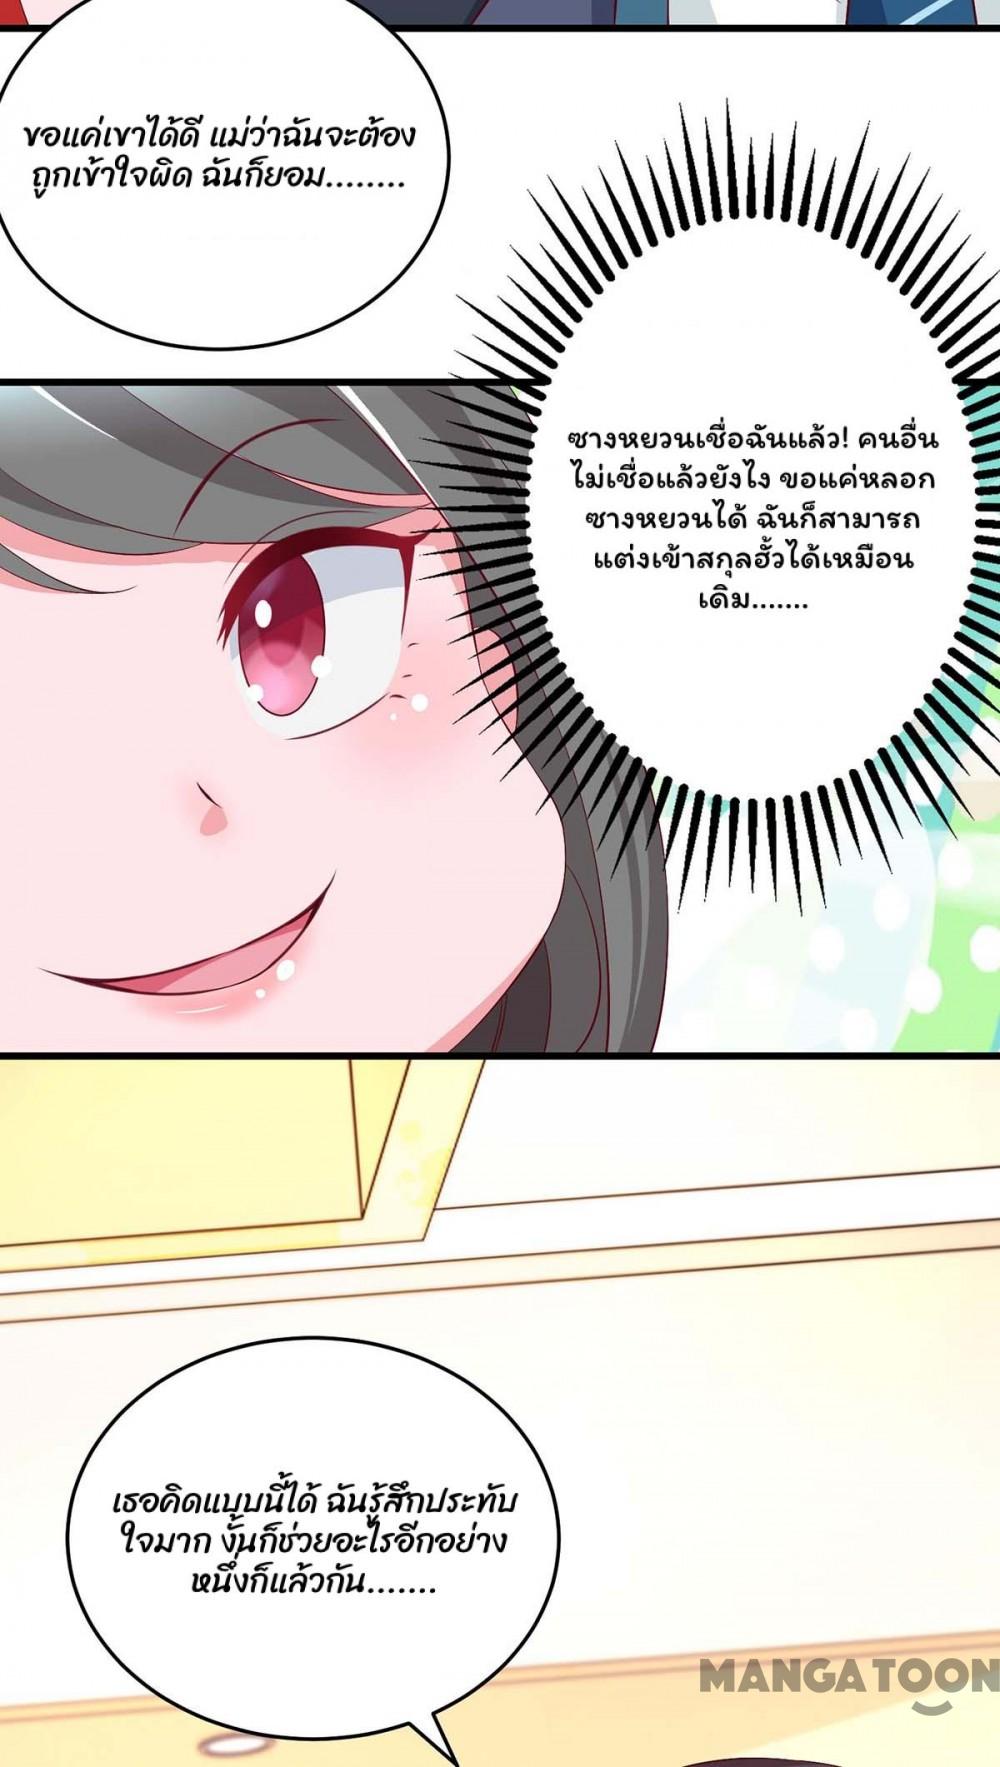 ขอแค่เขาได้ดี แม่ว่าฉันจะต้อง
ถูกเข้าใจผิด ฉันก็ยอม........
ซางหยวนเชื่อฉันแล้ว! คนอื่น
ไม่เชื่อแล้วยังไง ขอแค่หลอก
ซางหยวนได้ ฉันก็สามารถ
แต่งเข้าสกุลฮั้วได้เหมือน
เดิม.......
เธอคิดแบบนี้ได้ ฉันรู้สึกประทับ
ใจมาก งั้นก็ช่วยอะไรอีกอย่าง
หนึ่งก็แล้วกัน.......
MANGATOON